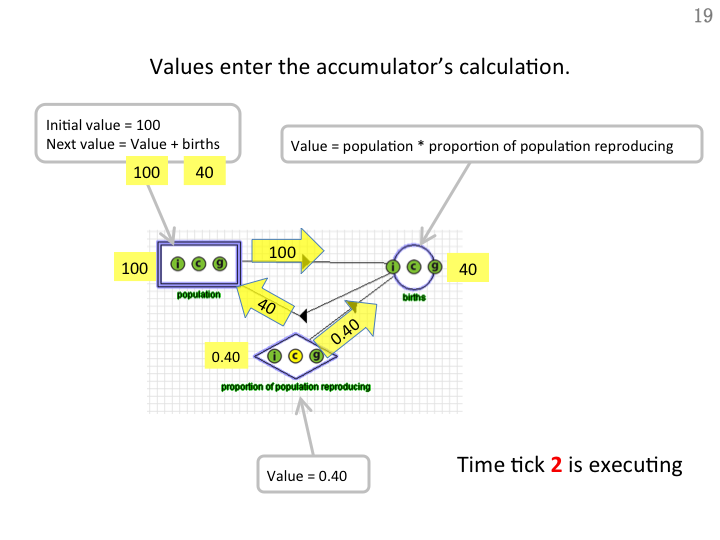 19
Values enter the accumulator's calculation.
Initial value = 100
Next value = Value + births
100 40
Value = population * proportion of population reproducing
100
i c g
population
100
i c g
births
40
40
0.40
0.40
i c g
proportion of population reproducing
Value = 0.40
Time tick 2 is executing